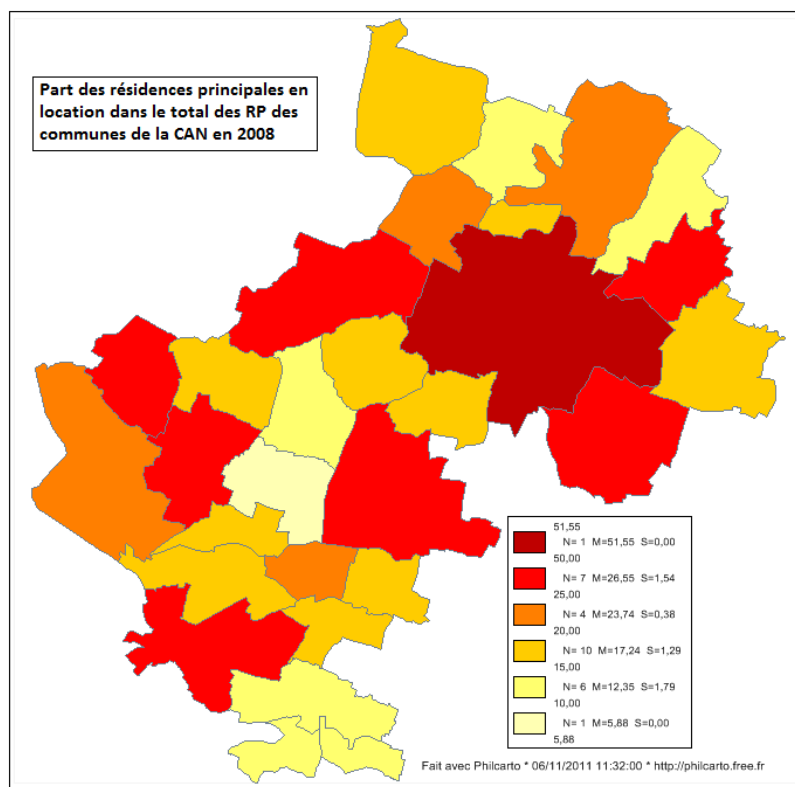 Part des résidences principales en
location dans le total des RP des
communes de la CAN en 2008
51,55
N= 1 M=51,55 S=0,00
50,00
N= 7 M=26,55 S=1,54
25,00
N= 4 M=23,74 S=0,38
20,00
N= 10 M=17,24 S=1,29
15,00
N= 6 M=12,35 S=1,79
10,00
N= 1 M=5,88 S=0,00
5,88
Fait avec Philcarto * 06/11/2011 11:32:00 * http://philcarto.free.fr